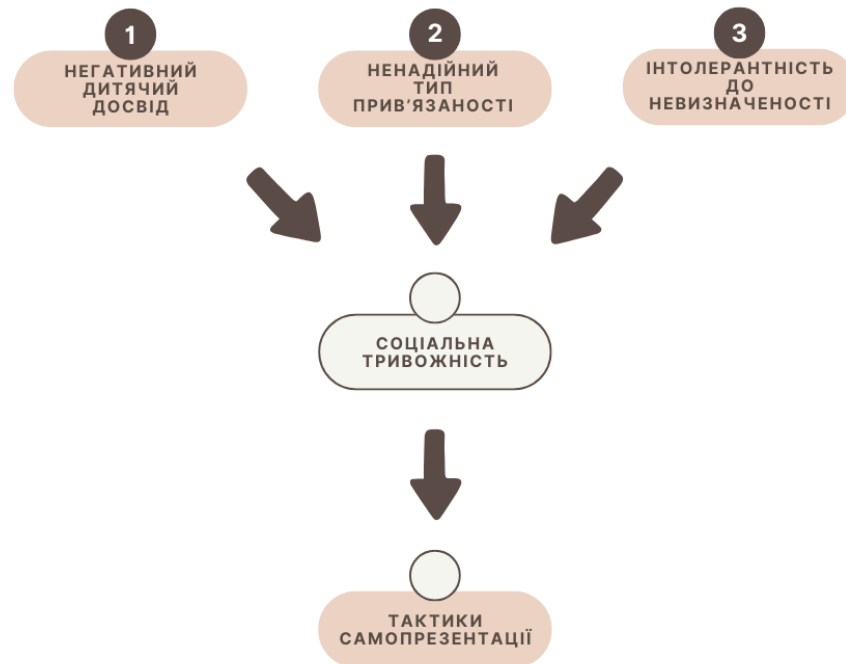 1
НЕГАТИВНИЙ
ДИТЯЧИЙ
ДОСВІД
2
НЕНАДІЙНИЙ
ТИП
ПРИВ’ЯЗАНОСТІ
3
ІНТОЛЕРАНТНІСТЬ
ДО
НЕВИЗНАЧЕНОСТІ
СОЦІАЛЬНА
ТРИВОЖНІСТЬ
ТАКТИКИ
САМОПРЕЗЕНТАЦІЇ